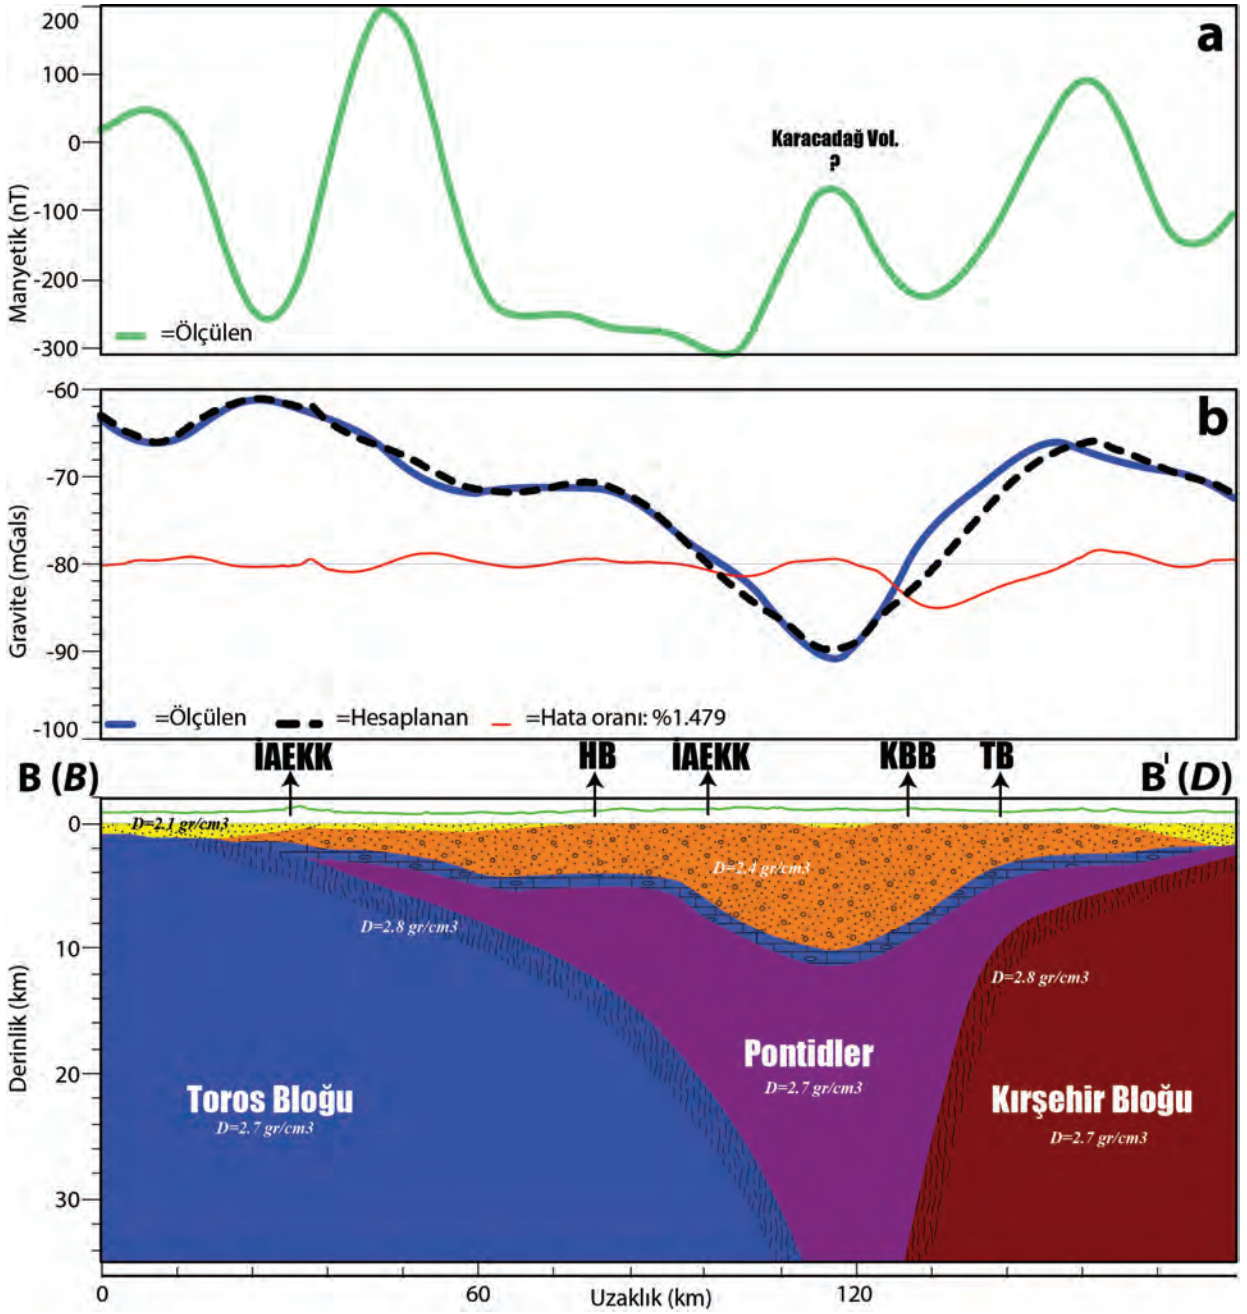 a
200
100
0
-100
-200
-300
Manyetik (nT)
Karacadağ Vol.
?
=Ölçülen
b
-60
-70
-80
-90
-100
Gravite (mGals)
=Ölçülen =Hesaplanan =Hata oranı: %1.479
B (B) İAEKK HB İAEKK KBB TB B' (D)
0
10
20
30
Derinlik (km)
D=2.1 gr/cm3
D=2.4 gr/cm3
D=2.8 gr/cm3
D=2.8 gr/cm3
Pontidler
D=2.7 gr/cm3
Toros Bloğu
D=2.7 gr/cm3
Kırşehir Bloğu
D=2.7 gr/cm3
0 60 120
Uzaklık (km)